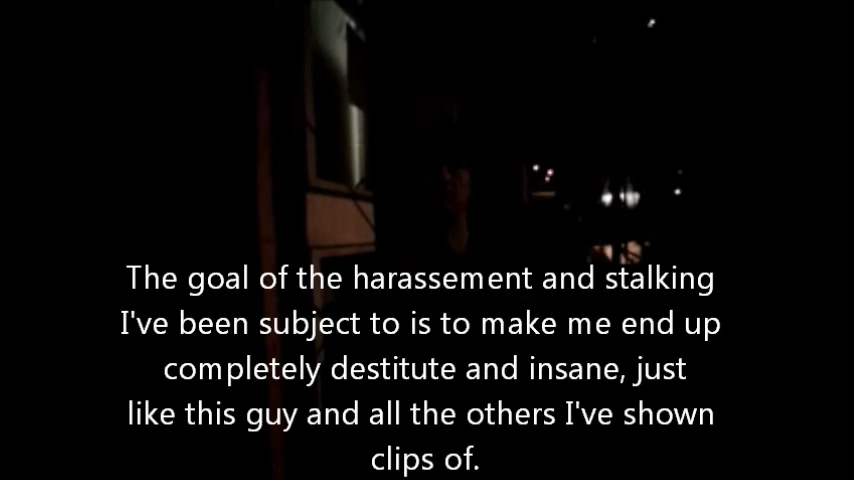 The goal of the harassement and stalking
I've been subject to is to make me end up
completely destitute and insane, just
like this guy and all the others I've shown
clips of.